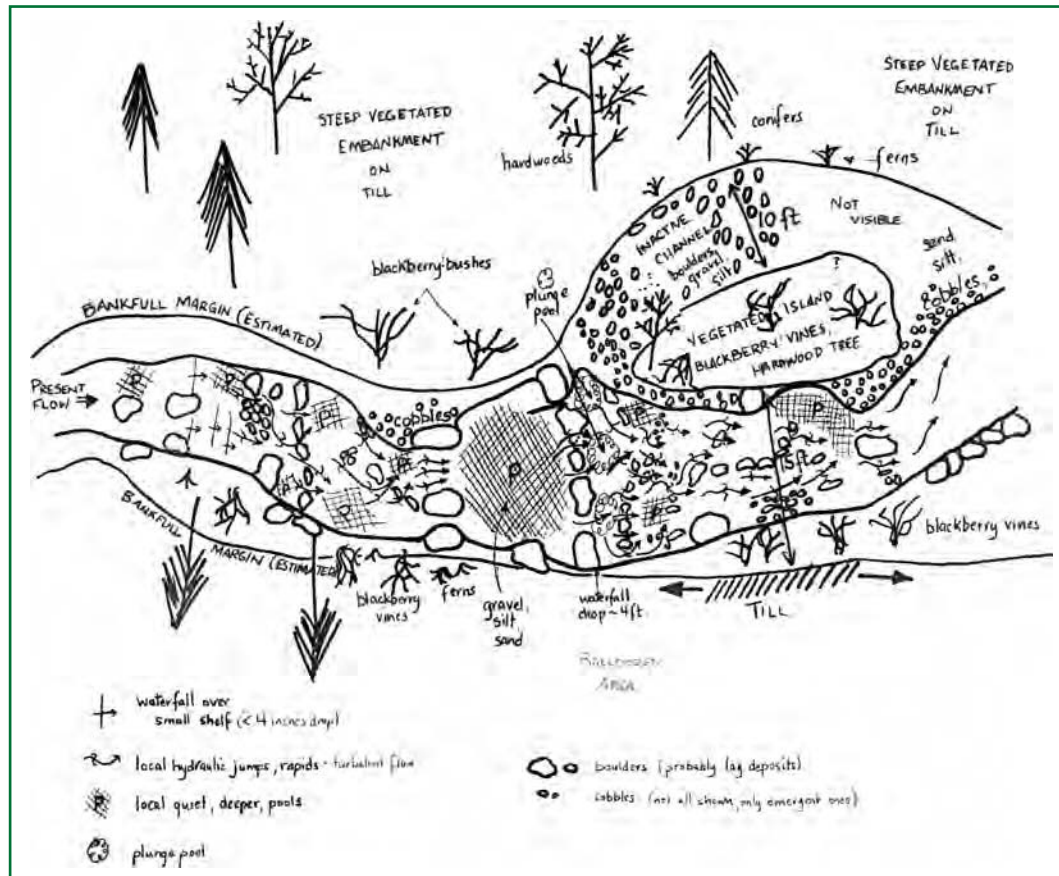 STEEP VEGETATED
EMBANKMENT
ON
TILL
STEEP VEGETATED
EMBANKMENT
ON
TILL
conifers
hardwoods
ferns
NOT
VISIBLE
10 ft
INACTIVE
CHANNEL
boulders,
gravel,
silt
sand,
silt,
cobbles,
blackberry bushes
plunge
pool
?
VEGETATED ISLAND
BLACKBERRY VINES,
HARDWOOD TREE
BANKFULL MARGIN (ESTIMATED)
PRESENT
FLOW
P
P
P
cobbles
P
P
P
P
P
P
P
15 ft
BANKFULL
MARGIN (ESTIMATED)
blackberry
vines
ferns
gravel,
silt,
sand
waterfall
drop ~ 4 ft.
TILL
blackberry vines
AREA
waterfall over
small shelf (< 4 inches drop)
local hydraulic jumps, rapids - turbulent flow
P
local quiet, deeper, pools
plunge pool
boulders (probably lag deposits)
cobbles (not all shown, only emergent ones)